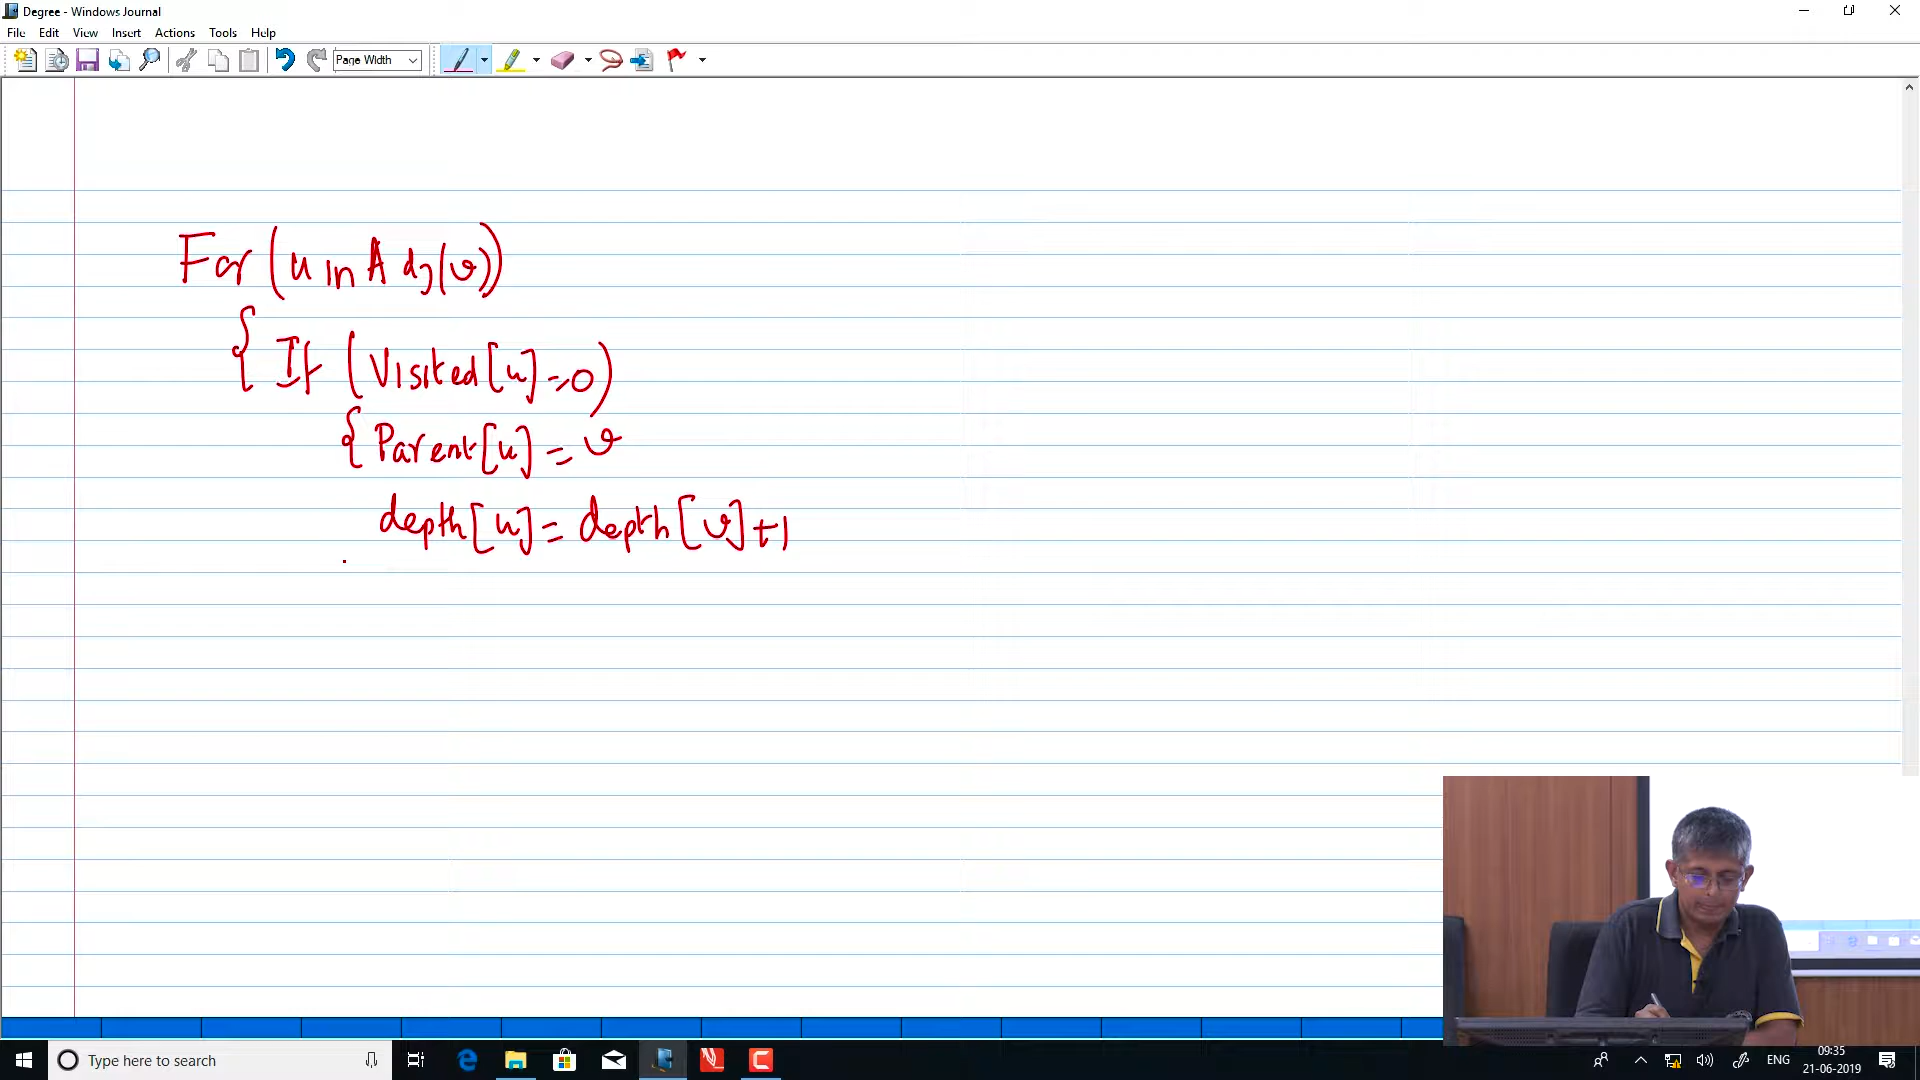 Degree - Windows Journal
File Edit View Insert Actions Tools Help
Page Width
For (u in Adj(v))
{ If (Visited[u]==0)
{ Parent[u] = v
depth[u] = depth[v]+1
Type here to search
ENG
09:35
21-06-2019